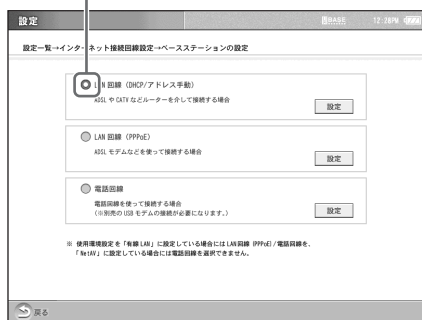 設定
BASE 12:28PM
設定一覧→インターネット接続回線設定→ベースステーションの設定
LAN 回線（DHCP/アドレス手動）
ADSL や CATV などルーターを介して接続する場合
設定
LAN 回線（PPPoE）
ADSL モデムなどを使って接続する場合
設定
電話回線
電話回線を使って接続する場合
（※別売の USB モデムの接続が必要になります。）
設定
※ 使用環境設定を「有線 LAN」に設定している場合には LAN 回線（PPPoE）/電話回線を、
「NetAV」に設定している場合には電話回線を選択できません。
戻る